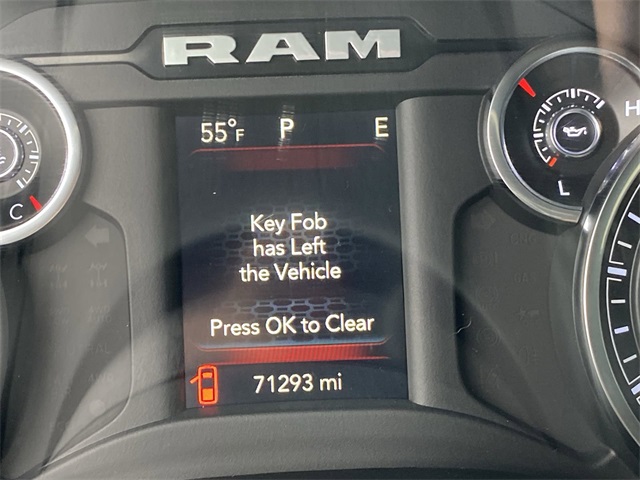 RAM
55°F P E
H
L
C
Key Fob
has Left
the Vehicle
Press OK to Clear
71293 mi